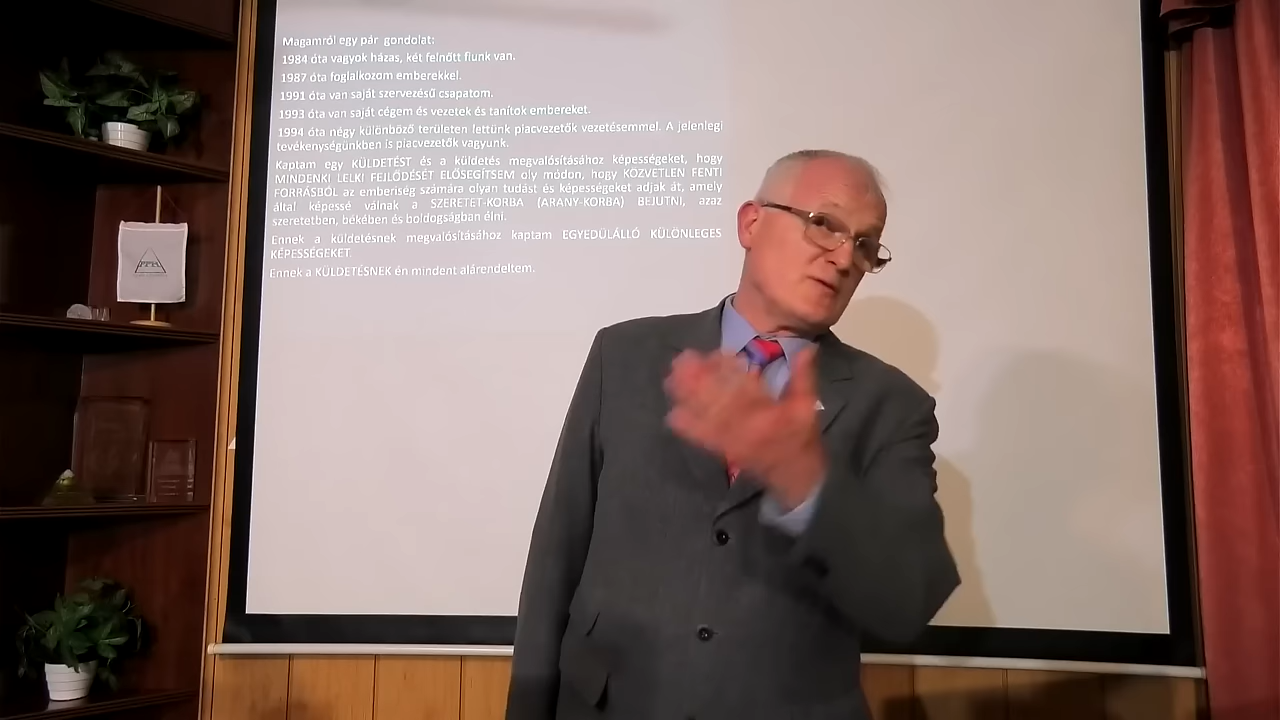 Magamról egy pár gondolat:
1984 óta vagyok házas, két felnőtt fiunk van.
1987 óta foglalkozom emberekkel.
1991 óta van saját szervezésű csapatom.
1993 óta van saját cégem és vezetek és tanítok embereket.
1994 óta négy különböző területen lettünk piacvezetők vezetésemmel. A jelenlegi
tevékenységünkben is piacvezetők vagyunk.
Kaptam egy KÜLDETÉST és a küldetés megvalósításához képességeket, hogy
MINDENKI LELKI FEJLŐDÉSÉT ELŐSEGÍTSEM oly módon, hogy KÖZVETLEN FENTI
FORRÁSBÓL az emberiség számára olyan tudást és képességeket adjak át, amely
által képessé válnak a SZERETET-KORBA (ARANY-KORBA) BEJUTNI, azaz
szeretetben, békében és boldogságban élni.
Ennek a küldetésnek megvalósításához kaptam EGYEDÜLÁLLÓ KÜLÖNLEGES
KÉPESSÉGEKET.
Ennek a KÜLDETÉSNEK én mindent alárendeltem.